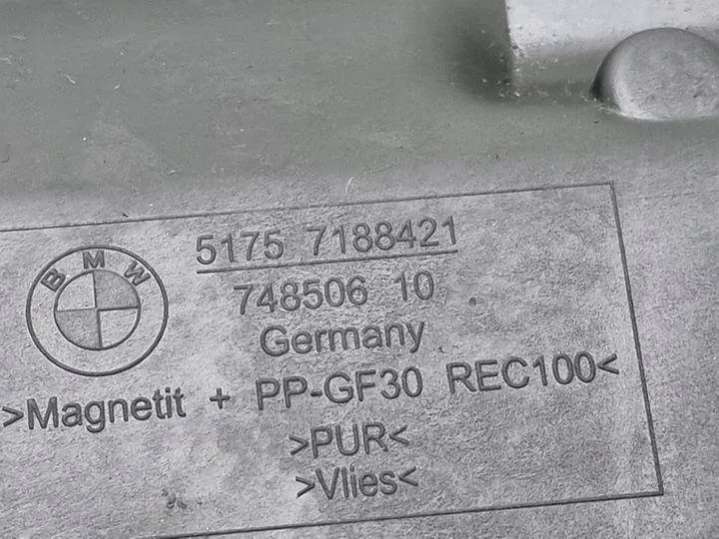 BMW
5175 7188421
748506 10
Germany
>Magnetit + PP-GF30 REC100<
>PUR<
>Vlies<